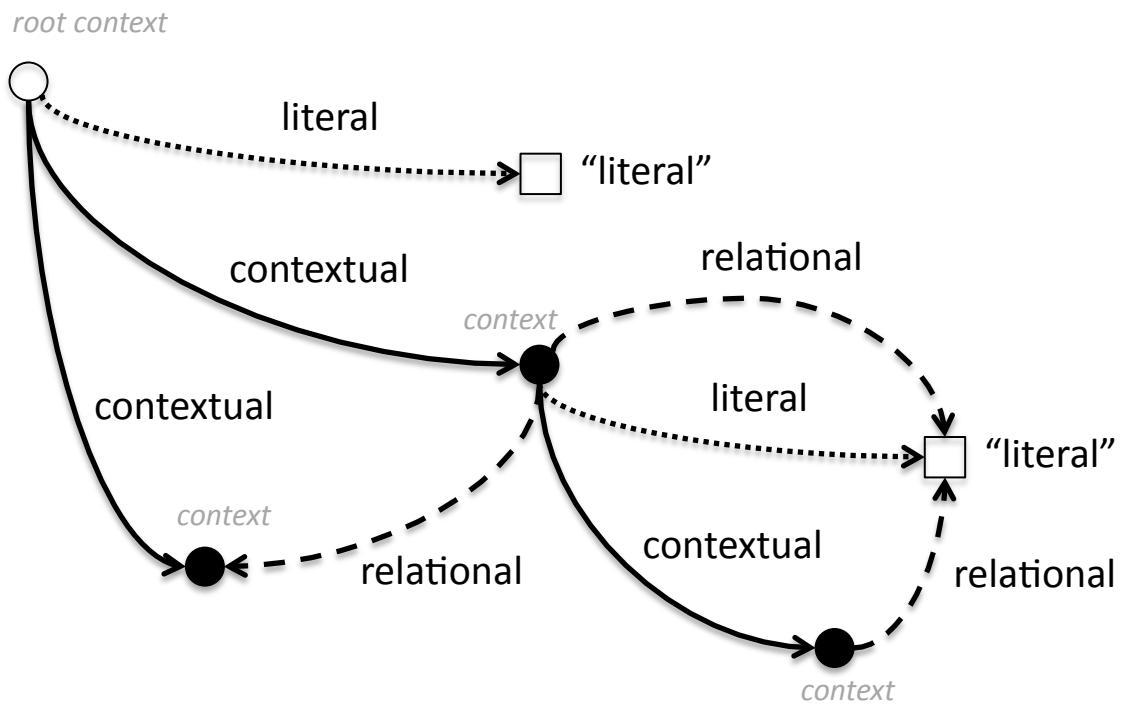 root context
literal
“literal”
relational
contextual
context
literal
contextual
“literal”
context
contextual
relational
relational
context